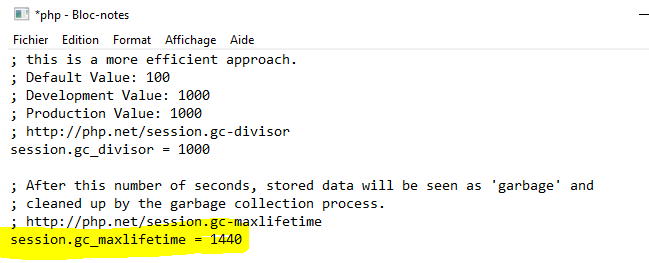 *php - Bloc-notes
Fichier Edition Format Affichage Aide
; this is a more efficient approach.
; Default Value: 100
; Development Value: 1000
; Production Value: 1000
; http://php.net/session.gc-divisor
session.gc_divisor = 1000
; After this number of seconds, stored data will be seen as 'garbage' and
; cleaned up by the garbage collection process.
; http://php.net/session.gc-maxlifetime
session.gc_maxlifetime = 1440